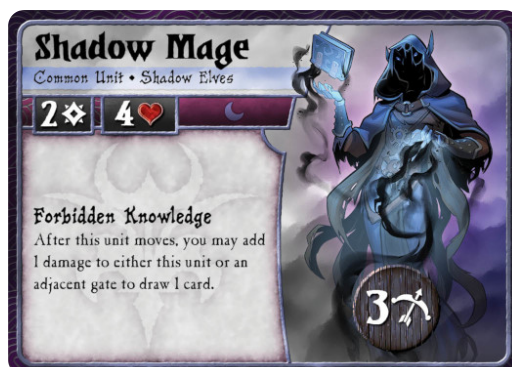 Shadow Mage
Common Unit • Shadow Elves
2 4
Forbidden Knowledge
After this unit moves, you may add
1 damage to either this unit or an
adjacent gate to draw 1 card.
3